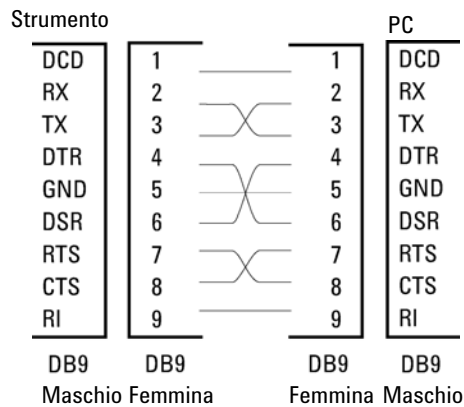 Strumento PC
DCD 1 1 DCD
RX 2 2 RX
TX 3 3 TX
DTR 4 4 DTR
GND 5 5 GND
DSR 6 6 DSR
RTS 7 7 RTS
CTS 8 8 CTS
RI 9 9 RI
DB9 DB9 DB9 DB9
Maschio Femmina Femmina Maschio